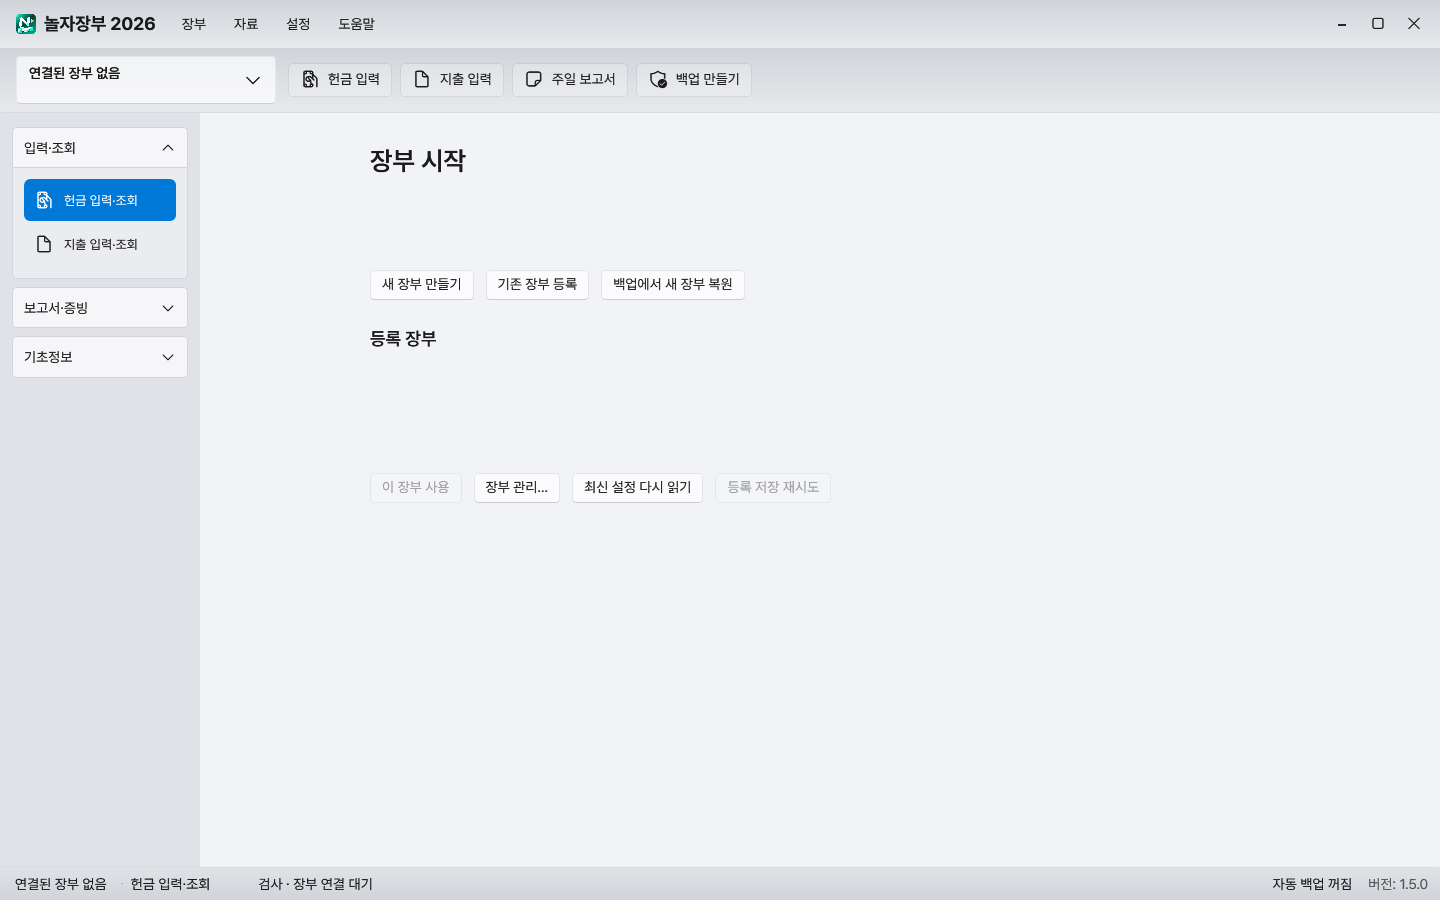 놀자장부 2026 장부 자료 설정 도움말
연결된 장부 없음 헌금 입력 지출 입력 주일 보고서 백업 만들기
입력·조회
헌금 입력·조회
지출 입력·조회
보고서·증빙
기초정보
장부 시작
새 장부 만들기 기존 장부 등록 백업에서 새 장부 복원
등록 장부
이 장부 사용 장부 관리... 최신 설정 다시 읽기 등록 저장 재시도
연결된 장부 없음 · 헌금 입력·조회 검사 · 장부 연결 대기 자동 백업 꺼짐 버전: 1.5.0